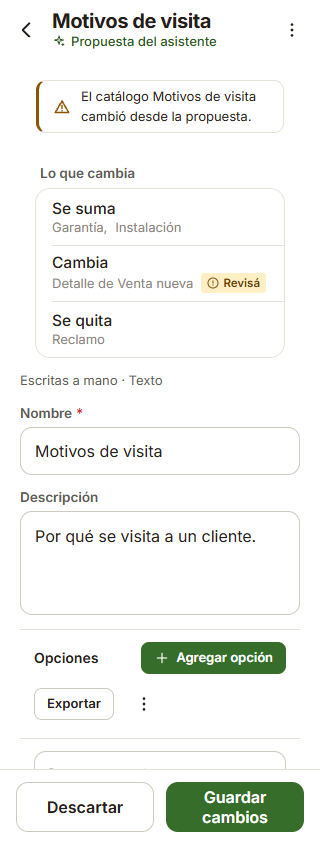 Motivos de visita
Propuesta del asistente
El catálogo Motivos de visita
cambió desde la propuesta.
Lo que cambia
Se suma
Garantía, Instalación
Cambia
Detalle de Venta nueva Revisá
Se quita
Reclamo
Escritas a mano · Texto
Nombre *
Motivos de visita
Descripción
Por qué se visita a un cliente.
Opciones
Agregar opción
Exportar
Descartar
Guardar
cambios